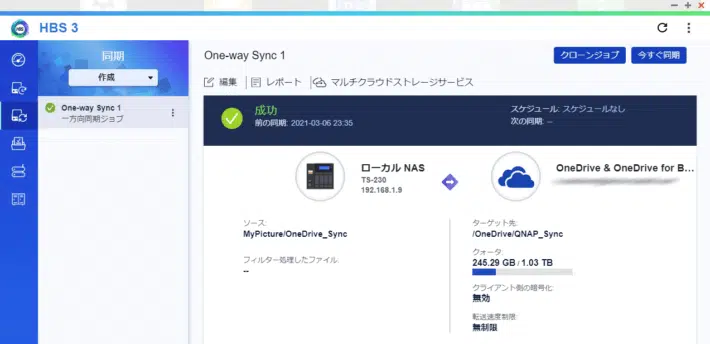 HBS 3
同期
作成
One-way Sync 1
一方向同期ジョブ
One-way Sync 1
クローンジョブ
今すぐ同期
編集
レポート
マルチクラウドストレージサービス
成功
前の同期: 2021-03-06 23:35
スケジュール: スケジュールなし
次の同期: --
ローカル NAS
TS-230
192.168.1.9
OneDrive & OneDrive for B...
ソース:
MyPicture/OneDrive_Sync
フィルター処理したファイル:
--
ターゲット先:
/OneDrive/QNAP_Sync
クォータ:
245.29 GB / 1.03 TB
クライアント側の暗号化:
無効
転送速度制限:
無制限